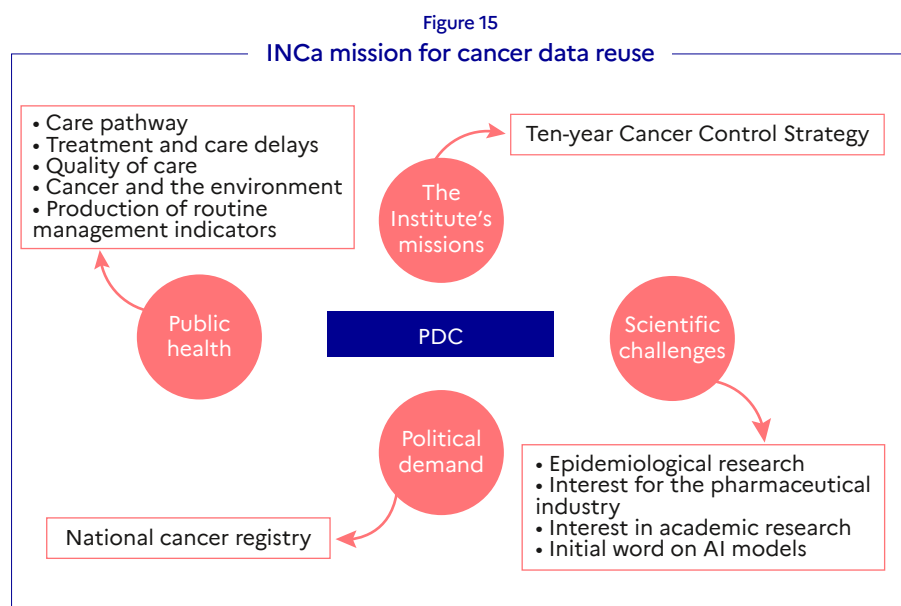 Figure 15
INCa mission for cancer data reuse
• Care pathway
• Treatment and care delays
• Quality of care
• Cancer and the environment
• Production of routine
management indicators
Ten-year Cancer Control Strategy
The
Institute’s
missions
Public
health
PDC
Scientific
challenges
Political
demand
National cancer registry
• Epidemiological research
• Interest for the pharmaceutical
industry
• Interest in academic research
• Initial word on AI models